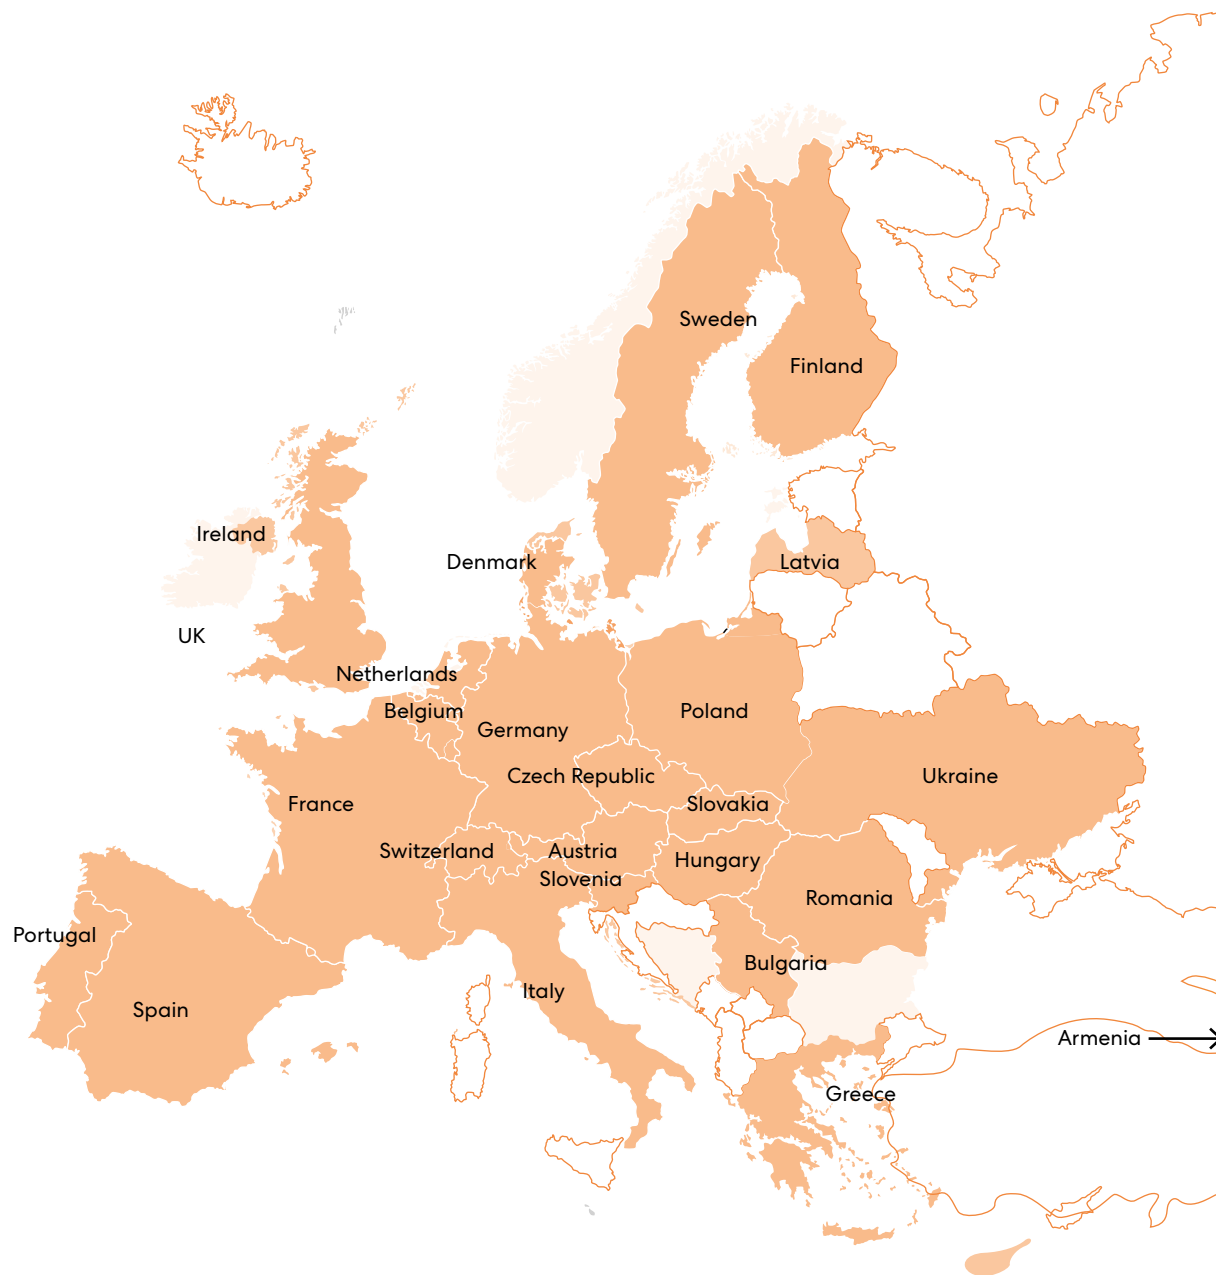 Sweden
Finland
Ireland
Denmark
Latvia
UK
Netherlands
Belgium
Poland
Germany
Czech Republic
Ukraine
France
Slovakia
Switzerland
Austria
Hungary
Slovenia
Romania
Portugal
Bulgaria
Italy
Spain
Armenia
Greece